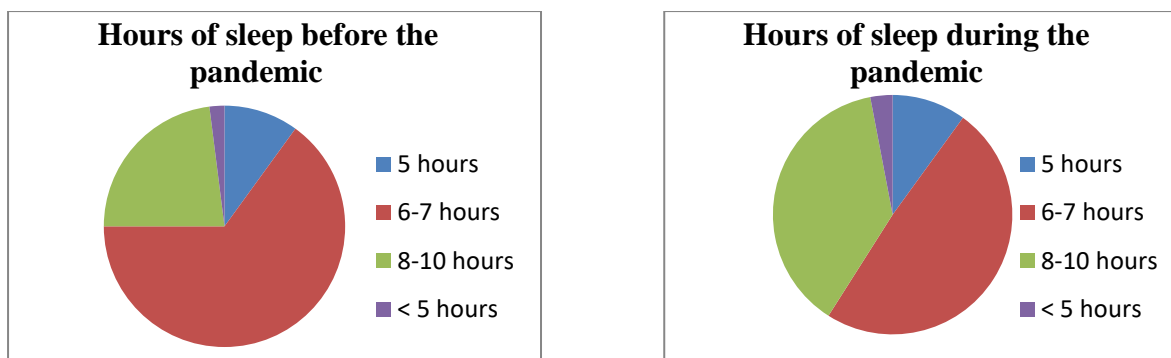 Hours of sleep before the
pandemic
5 hours
6-7 hours
8-10 hours
< 5 hours
Hours of sleep during the
pandemic
5 hours
6-7 hours
8-10 hours
< 5 hours